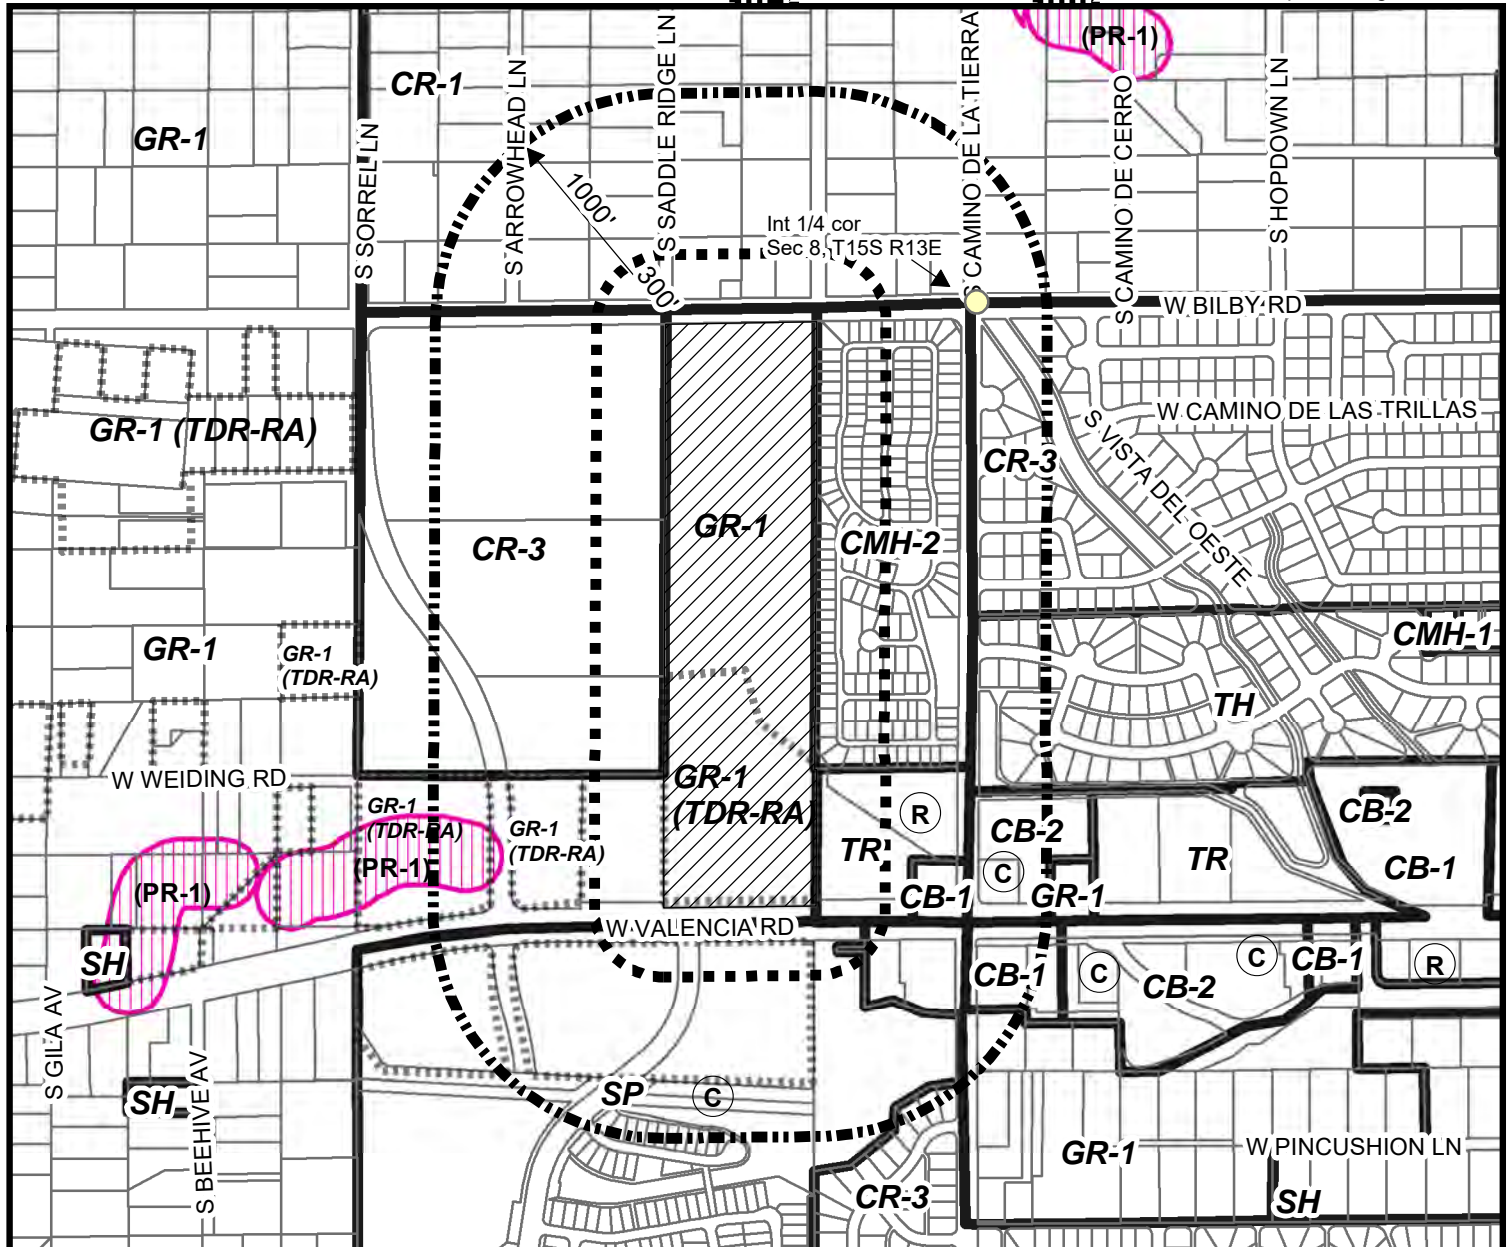 (PR-1)
CR-1
GR-1
S SORREL LN
S ARROWHEAD LN
S SADDLE RIDGE LN
S CAMINO DE LA TIERRA
S CAMINO DE CERRO
S HOPDOWN LN
1000'
300'
Int 1/4 cor
Sec 8, T15S R13E
W BILBY RD
GR-1 (TDR-RA)
W CAMINO DE LAS TRILLAS
S VISTA DEL OESTE
CR-3
GR-1
CMH-2
CR-3
GR-1
GR-1
(TDR-RA)
CMH-1
TH
W WEIDING RD
GR-1
(TDR-RA)
GR-1
(TDR-RA)
GR-1
(TDR-RA)
(PR-1)
(PR-1)
R
TR
CB-2
C
CB-1
GR-1
TR
CB-2
CB-1
W VALENCIA RD
SH
CB-1
C
CB-2
C
CB-1
R
S GILA AV
S BEEHIVE AV
SH
SP
C
GR-1
W PINCUSHION LN
CR-3
SH